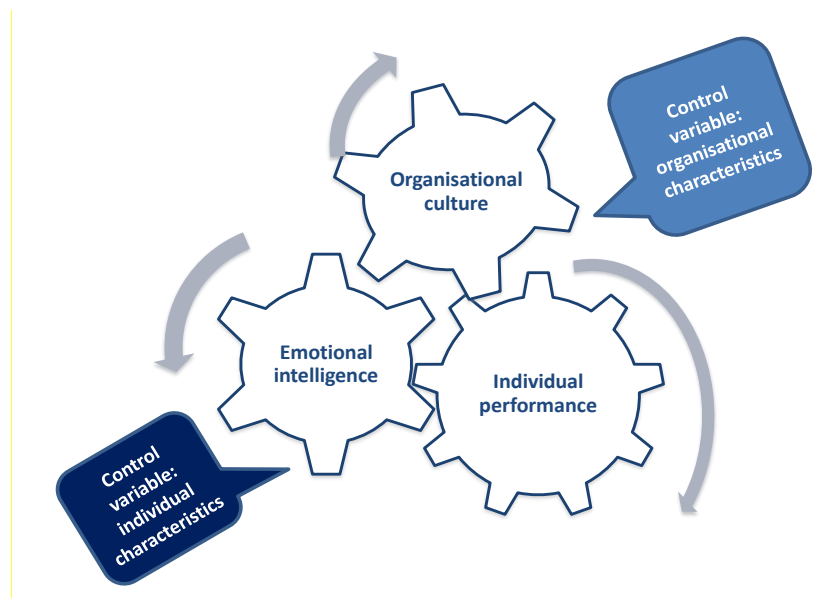 Control
variable:
organisational
characteristics
Organisational
culture
Emotional
intelligence
Individual
performance
Control
variable:
individual
characteristics